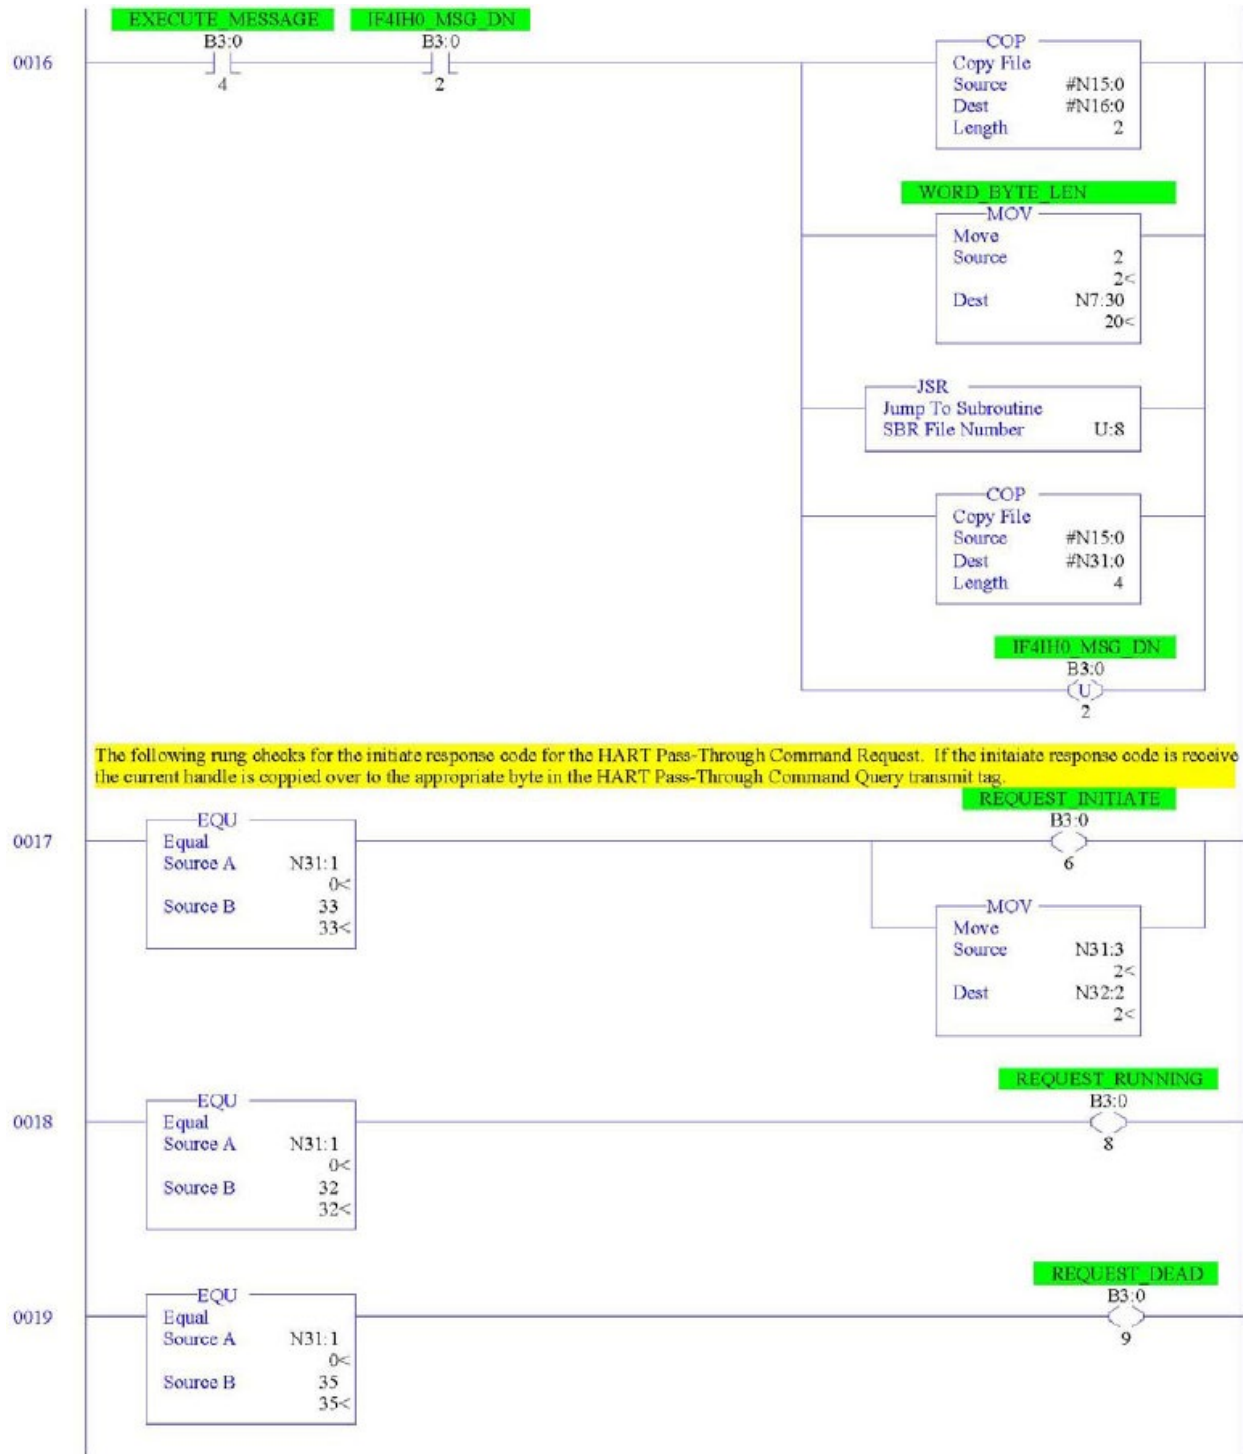 EXECUTE_MESSAGE IF4IH0_MSG_DN
B3:0 B3:0
0016
4 2
COP
Copy File
Source #N15:0
Dest #N16:0
Length 2
WORD_BYTE_LEN
MOV
Move
Source 2
2<
Dest N7:30
20<
JSR
Jump To Subroutine
SBR File Number U:8
COP
Copy File
Source #N15:0
Dest #N31:0
Length 4
IF4IH0_MSG_DN
B3:0
U
2
The following rung checks for the initiate response code for the HART Pass-Through Command Request. If the initaiate response code is receive
the current handle is coppied over to the appropriate byte in the HART Pass-Through Command Query transmit tag.
REQUEST_INITIATE
B3:0
0017
6
EQU
Equal
Source A N31:1
0<
Source B 33
33<
MOV
Move
Source N31:3
2<
Dest N32:2
2<
REQUEST_RUNNING
B3:0
0018
8
EQU
Equal
Source A N31:1
0<
Source B 32
32<
REQUEST_DEAD
B3:0
0019
9
EQU
Equal
Source A N31:1
0<
Source B 35
35<